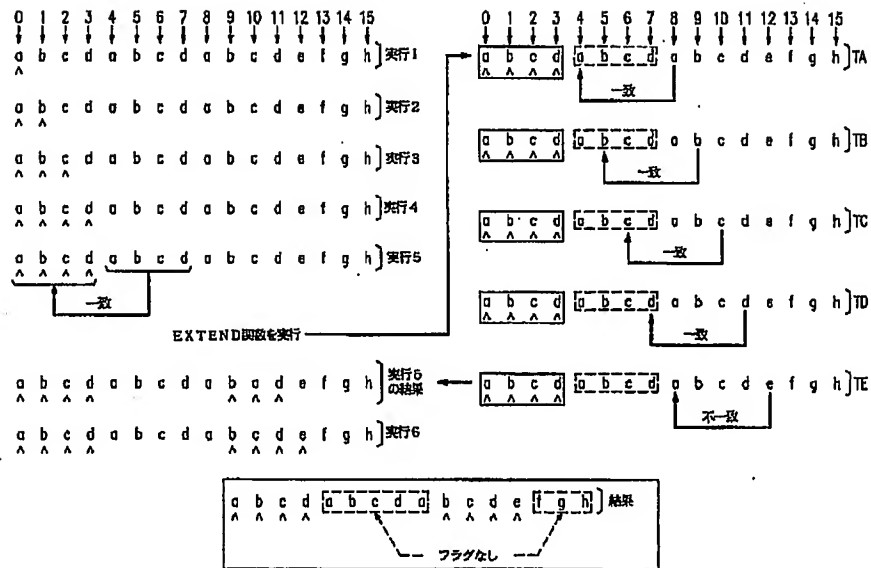 0 1 2 3 4 5 6 7 8 9 10 11 12 13 14 15
a b c d a b c d a b c d e f g h ] 実行1
^
a b c d a b c d a b c d e f g h ] 実行2
^ ^
a b c d a b c d a b c d e f g h ] 実行3
^ ^ ^
a b c d a b c d a b c d e f g h ] 実行4
^ ^ ^ ^
a b c d a b c d a b c d e f g h ] 実行5
^ ^ ^ ^
一致
EXTEND関数を実行
0 1 2 3 4 5 6 7 8 9 10 11 12 13 14 15
a b c d a b c d a b c d e f g h ] TA
^ ^ ^ ^
一致
a b c d a b c d a b c d e f g h ] TB
^ ^ ^ ^
一致
a b c d a b c d a b c d e f g h ] TC
^ ^ ^ ^
一致
a b c d a b c d a b c d e f g h ] TD
^ ^ ^ ^
一致
a b c d a b c d a b c d e f g h ] TE
^ ^ ^ ^
不一致
a b c d a b c d a b a d e f g h ] 実行5
の結果
^ ^ ^ ^ ^ ^ ^
a b c d a b c d a b c d e f g h ] 実行6
^ ^ ^ ^ ^ ^ ^ ^
a b c d a b c d a b c d e f g h ] 結果
^ ^ ^ ^ ^ ^ ^ ^
フラグなし